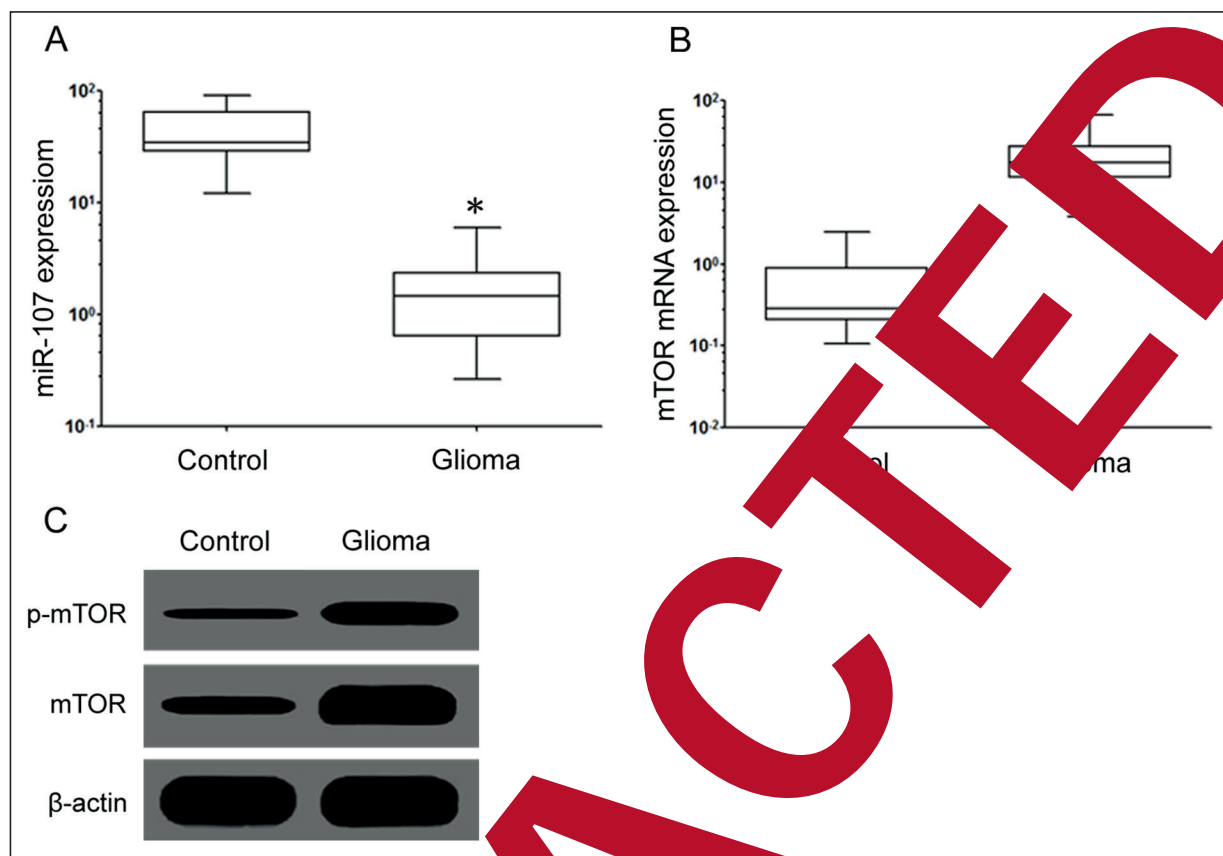 A
miR-107 expressiom
10²
10¹
10⁰
10⁻¹
*
Control
Glioma
B
mTOR mRNA expression
10²
10¹
10⁰
10⁻¹
10⁻²
C
Control
Glioma
p-mTOR
mTOR
β-actin
ACTED